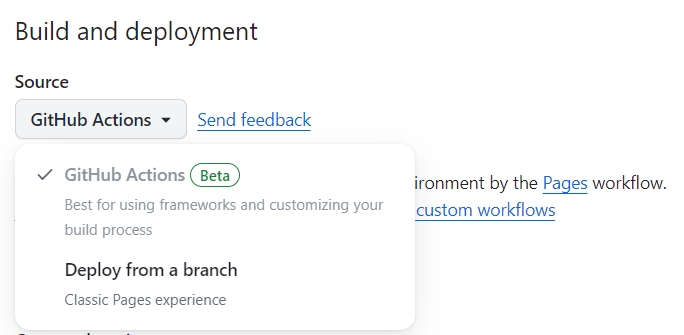 Build and deployment
Source
GitHub Actions
Send feedback
GitHub Actions Beta
Best for using frameworks and customizing your
build process
ironment by the Pages workflow.
custom workflows
Deploy from a branch
Classic Pages experience